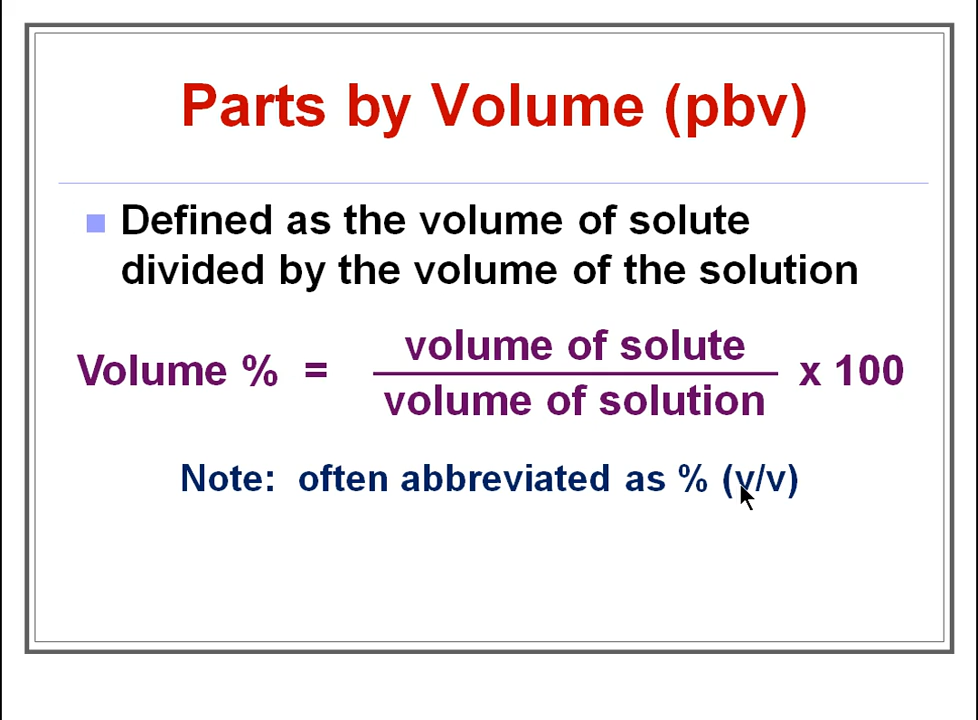 Parts by Volume (pbv)
Defined as the volume of solute
divided by the volume of the solution
Volume % = volume of solute / volume of solution x 100
Note: often abbreviated as % (v/v)